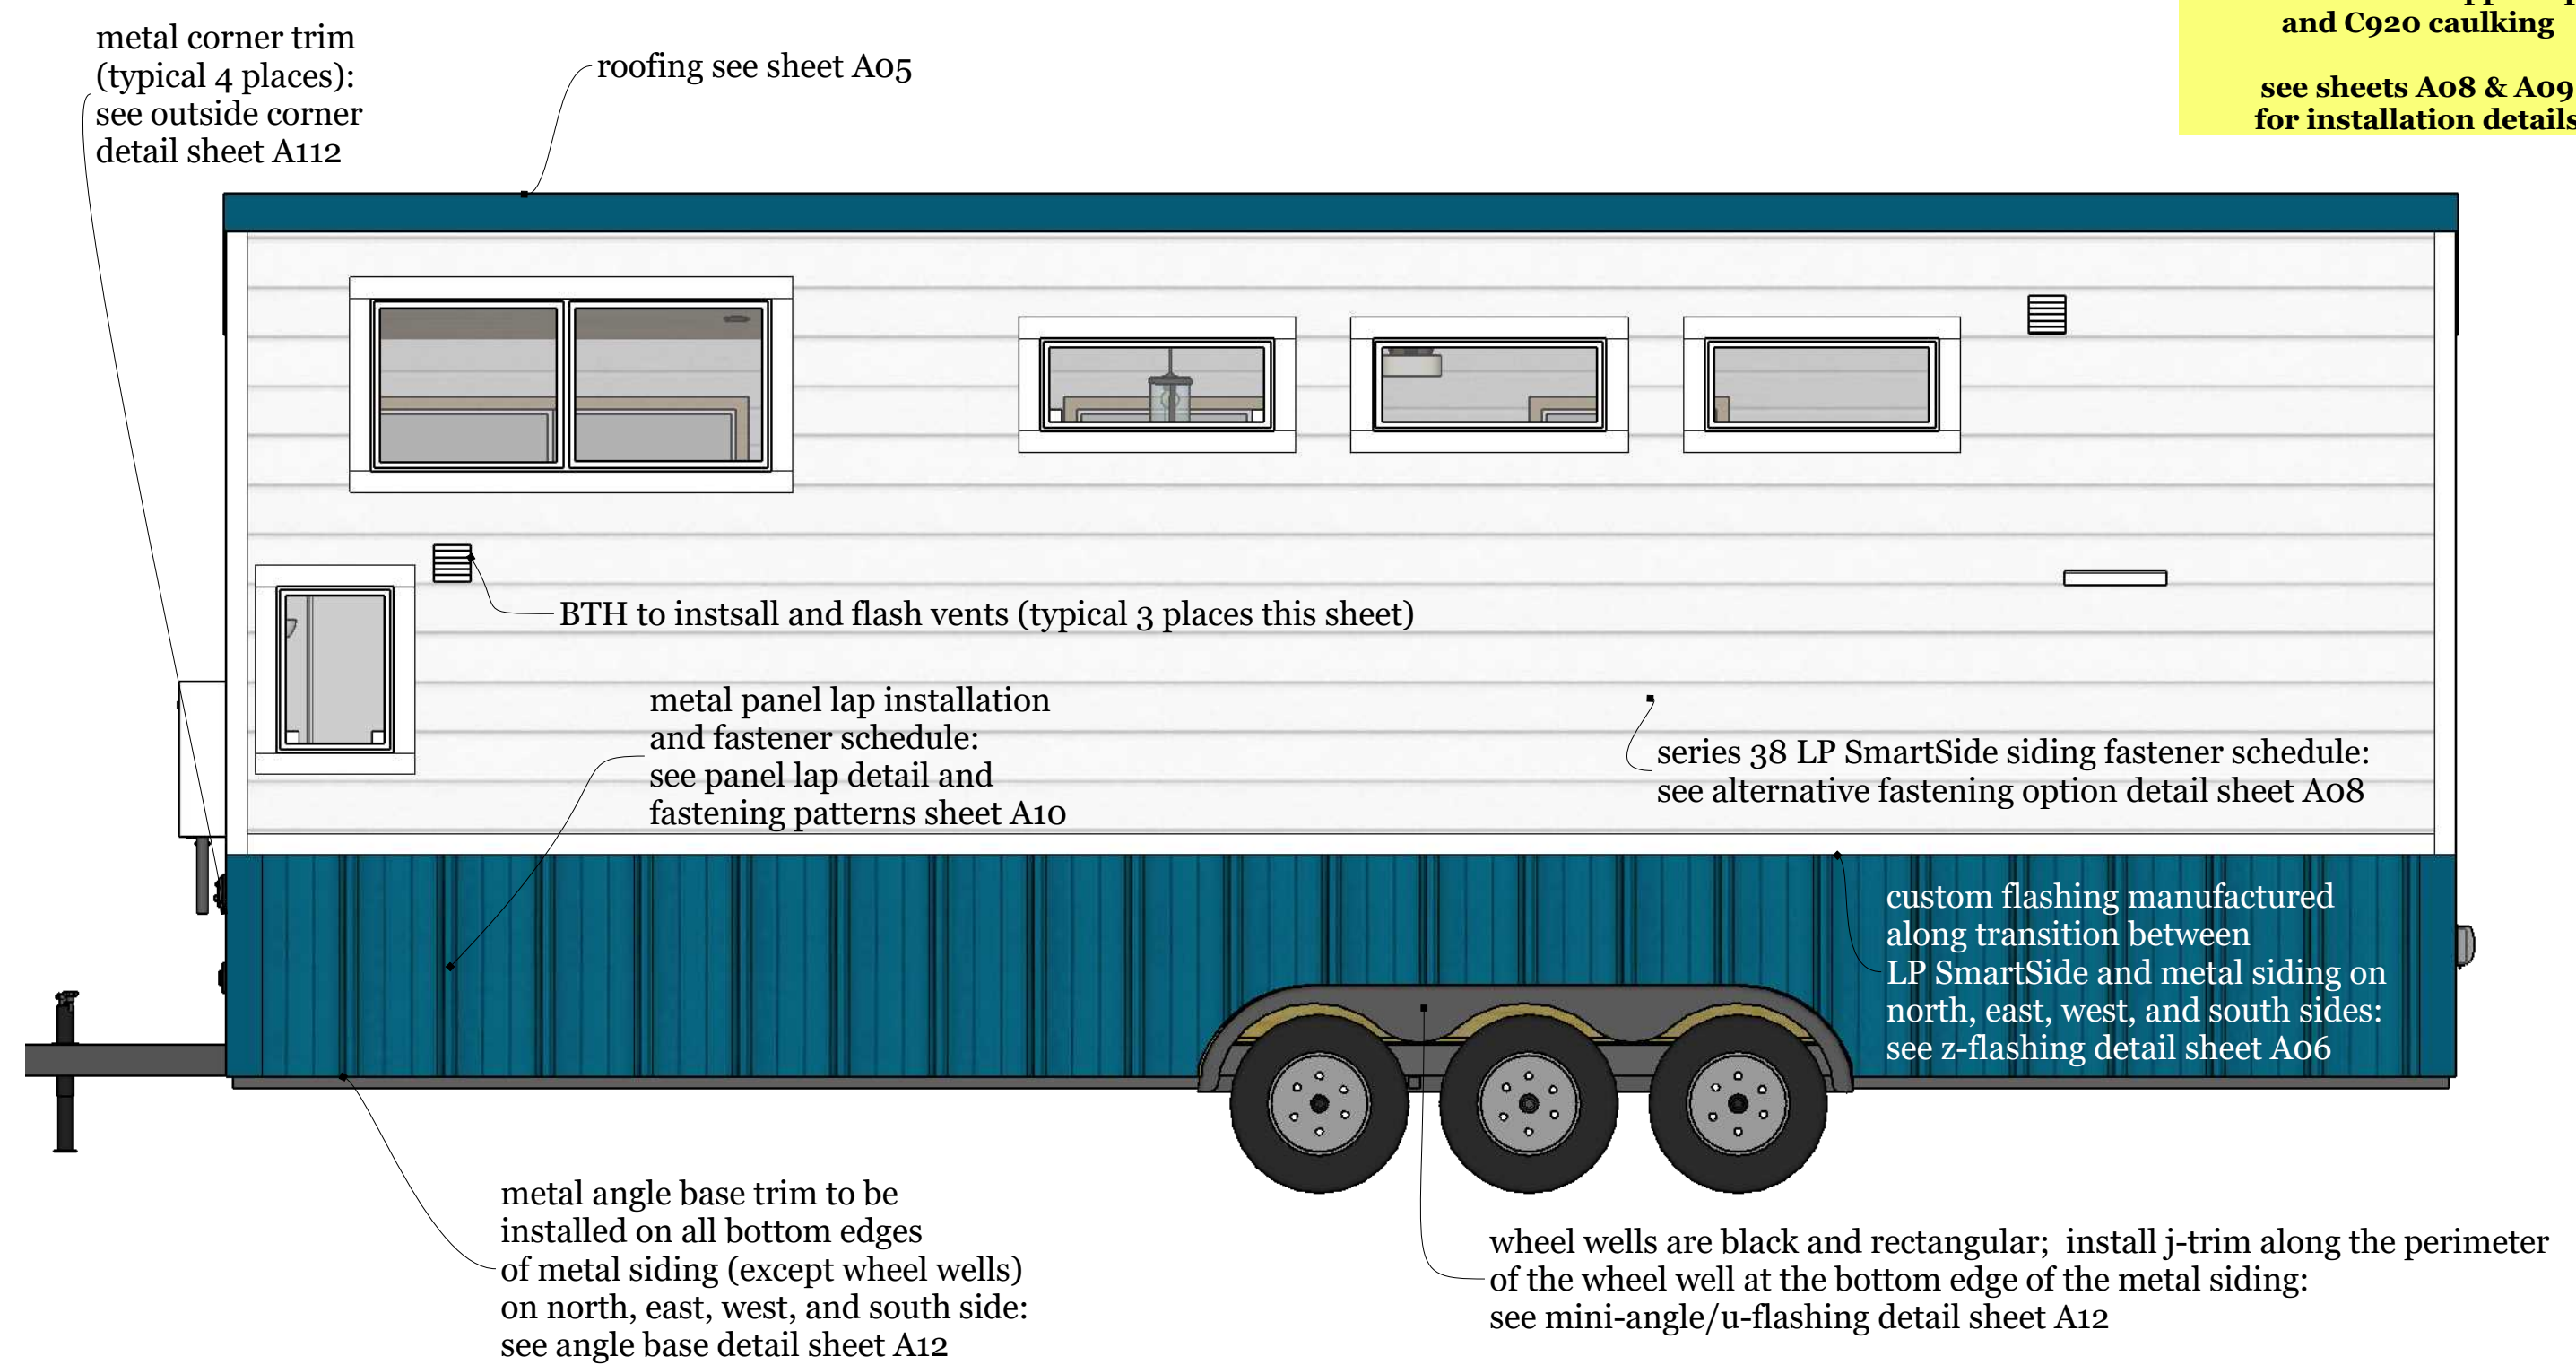 metal corner trim
(typical 4 places):
see outside corner
detail sheet A112
roofing see sheet A05
and C920 caulking
see sheets A08 & A09
for installation details
BTH to instsall and flash vents (typical 3 places this sheet)
metal panel lap installation
and fastener schedule:
see panel lap detail and
fastening patterns sheet A10
series 38 LP SmartSide siding fastener schedule:
see alternative fastening option detail sheet A08
custom flashing manufactured
along transition between
LP SmartSide and metal siding on
north, east, west, and south sides:
see z-flashing detail sheet A06
metal angle base trim to be
installed on all bottom edges
of metal siding (except wheel wells)
on north, east, west, and south side:
see angle base detail sheet A12
wheel wells are black and rectangular; install j-trim along the perimeter
of the wheel well at the bottom edge of the metal siding:
see mini-angle/u-flashing detail sheet A12